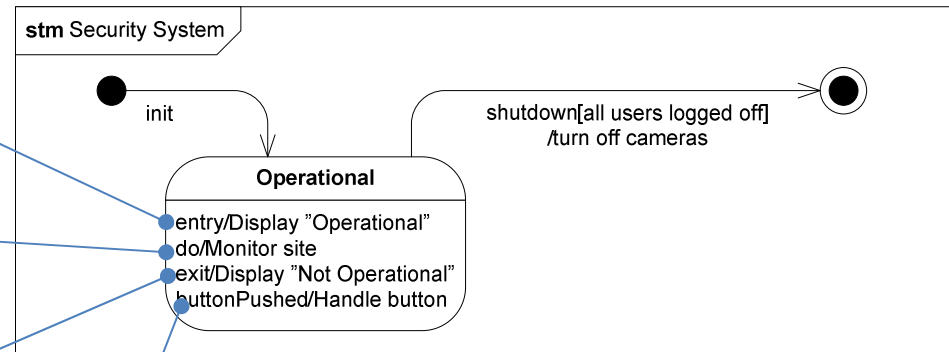 stm Security System
init
shutdown[all users logged off]
/turn off cameras
Operational
entry/Display ”Operational”
do/Monitor site
exit/Display ”Not Operational”
buttonPushed/Handle button